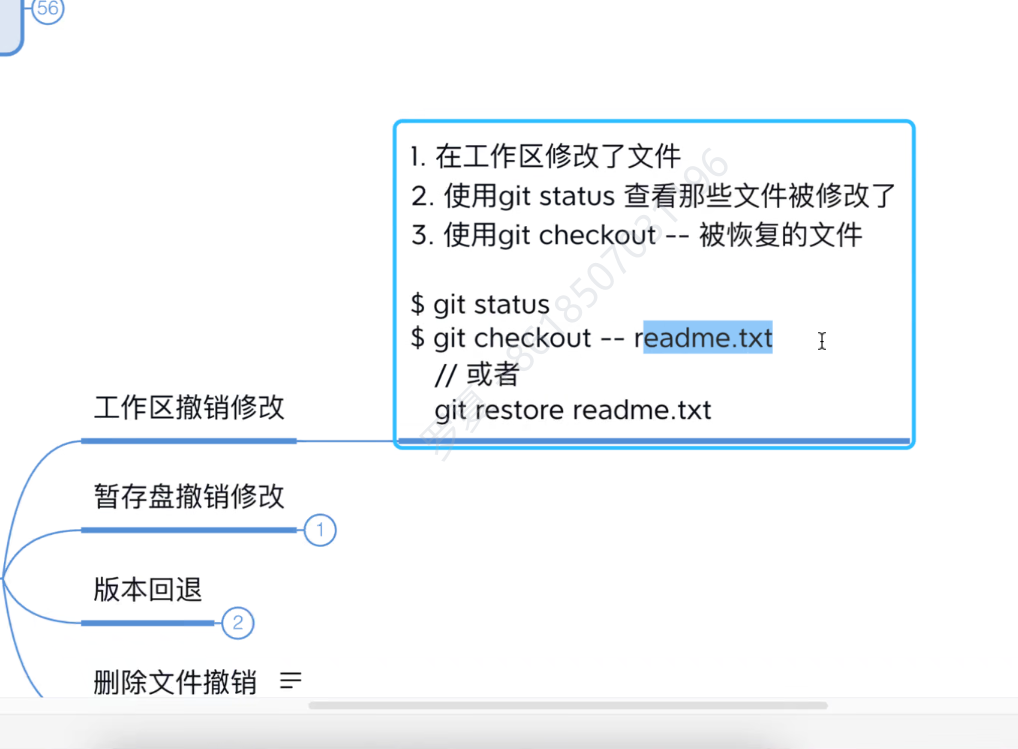 56
1. 在工作区修改了文件
2. 使用git status 查看那些文件被修改了
3. 使用git checkout -- 被恢复的文件
$ git status
$ git checkout -- readme.txt
// 或者
git restore readme.txt
工作区撤销修改
暂存盘撤销修改
1
版本回退
2
删除文件撤销